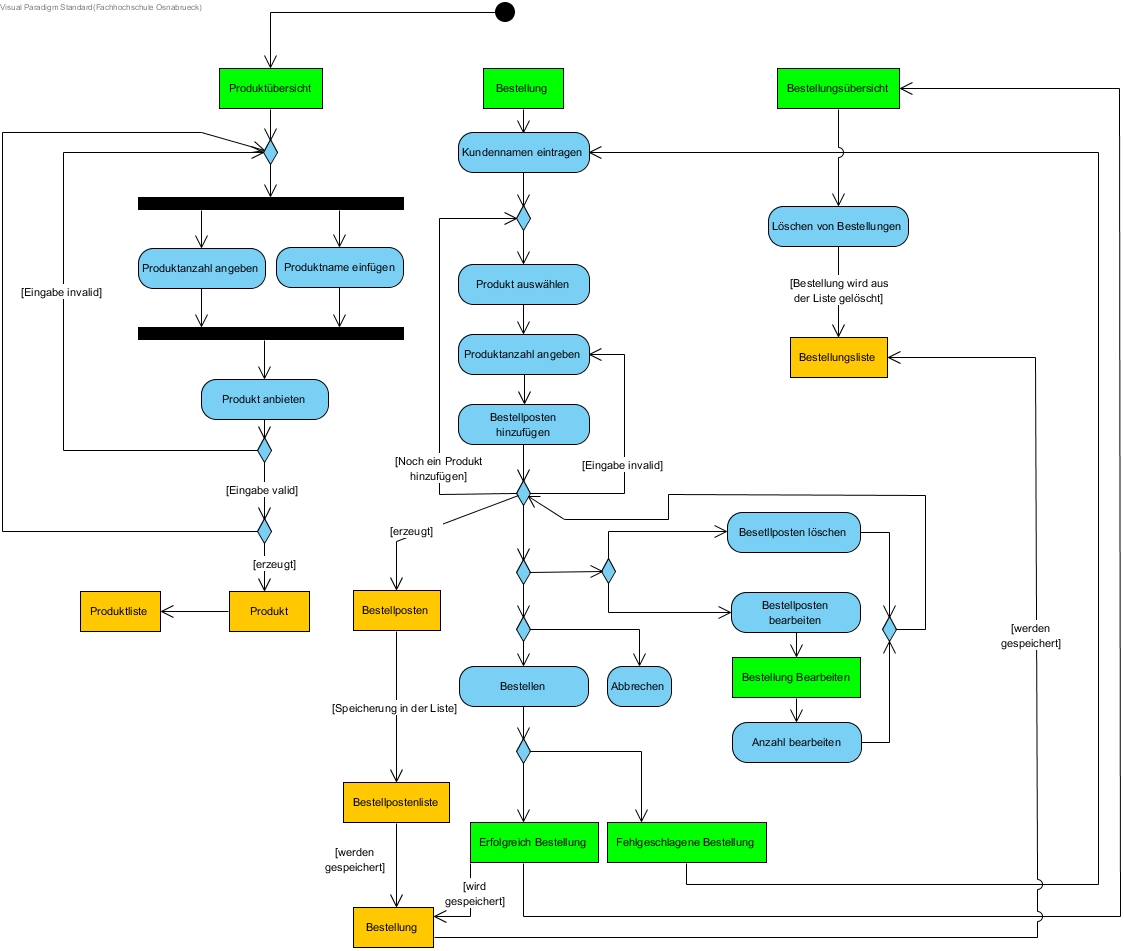 Visual Paradigm Standard(Fachhochschule Osnabrueck)
Produktübersicht
Bestellung
Bestellungsübersicht
Kundennamen eintragen
Löschen von Bestellungen
Produktanzahl angeben
Produktname einfügen
Produkt auswählen
[Eingabe invalid]
[Bestellung wird aus
der Liste gelöscht]
Produktanzahl angeben
Bestellungsliste
Produkt anbieten
Bestellposten
hinzufügen
[Noch ein Produkt
hinzufügen]
[Eingabe invalid]
[Eingabe valid]
[erzeugt]
Besetllposten löschen
[erzeugt]
Produktliste
Produkt
Bestellposten
Bestellposten
bearbeiten
[werden
gespeichert]
Bestellen
Abbrechen
Bestellung Bearbeiten
[Speicherung in der Liste]
Anzahl bearbeiten
Bestellpostenliste
Erfolgreich Bestellung
Fehlgeschlagene Bestellung
[werden
gespeichert]
[wird
gespeichert]
Bestellung